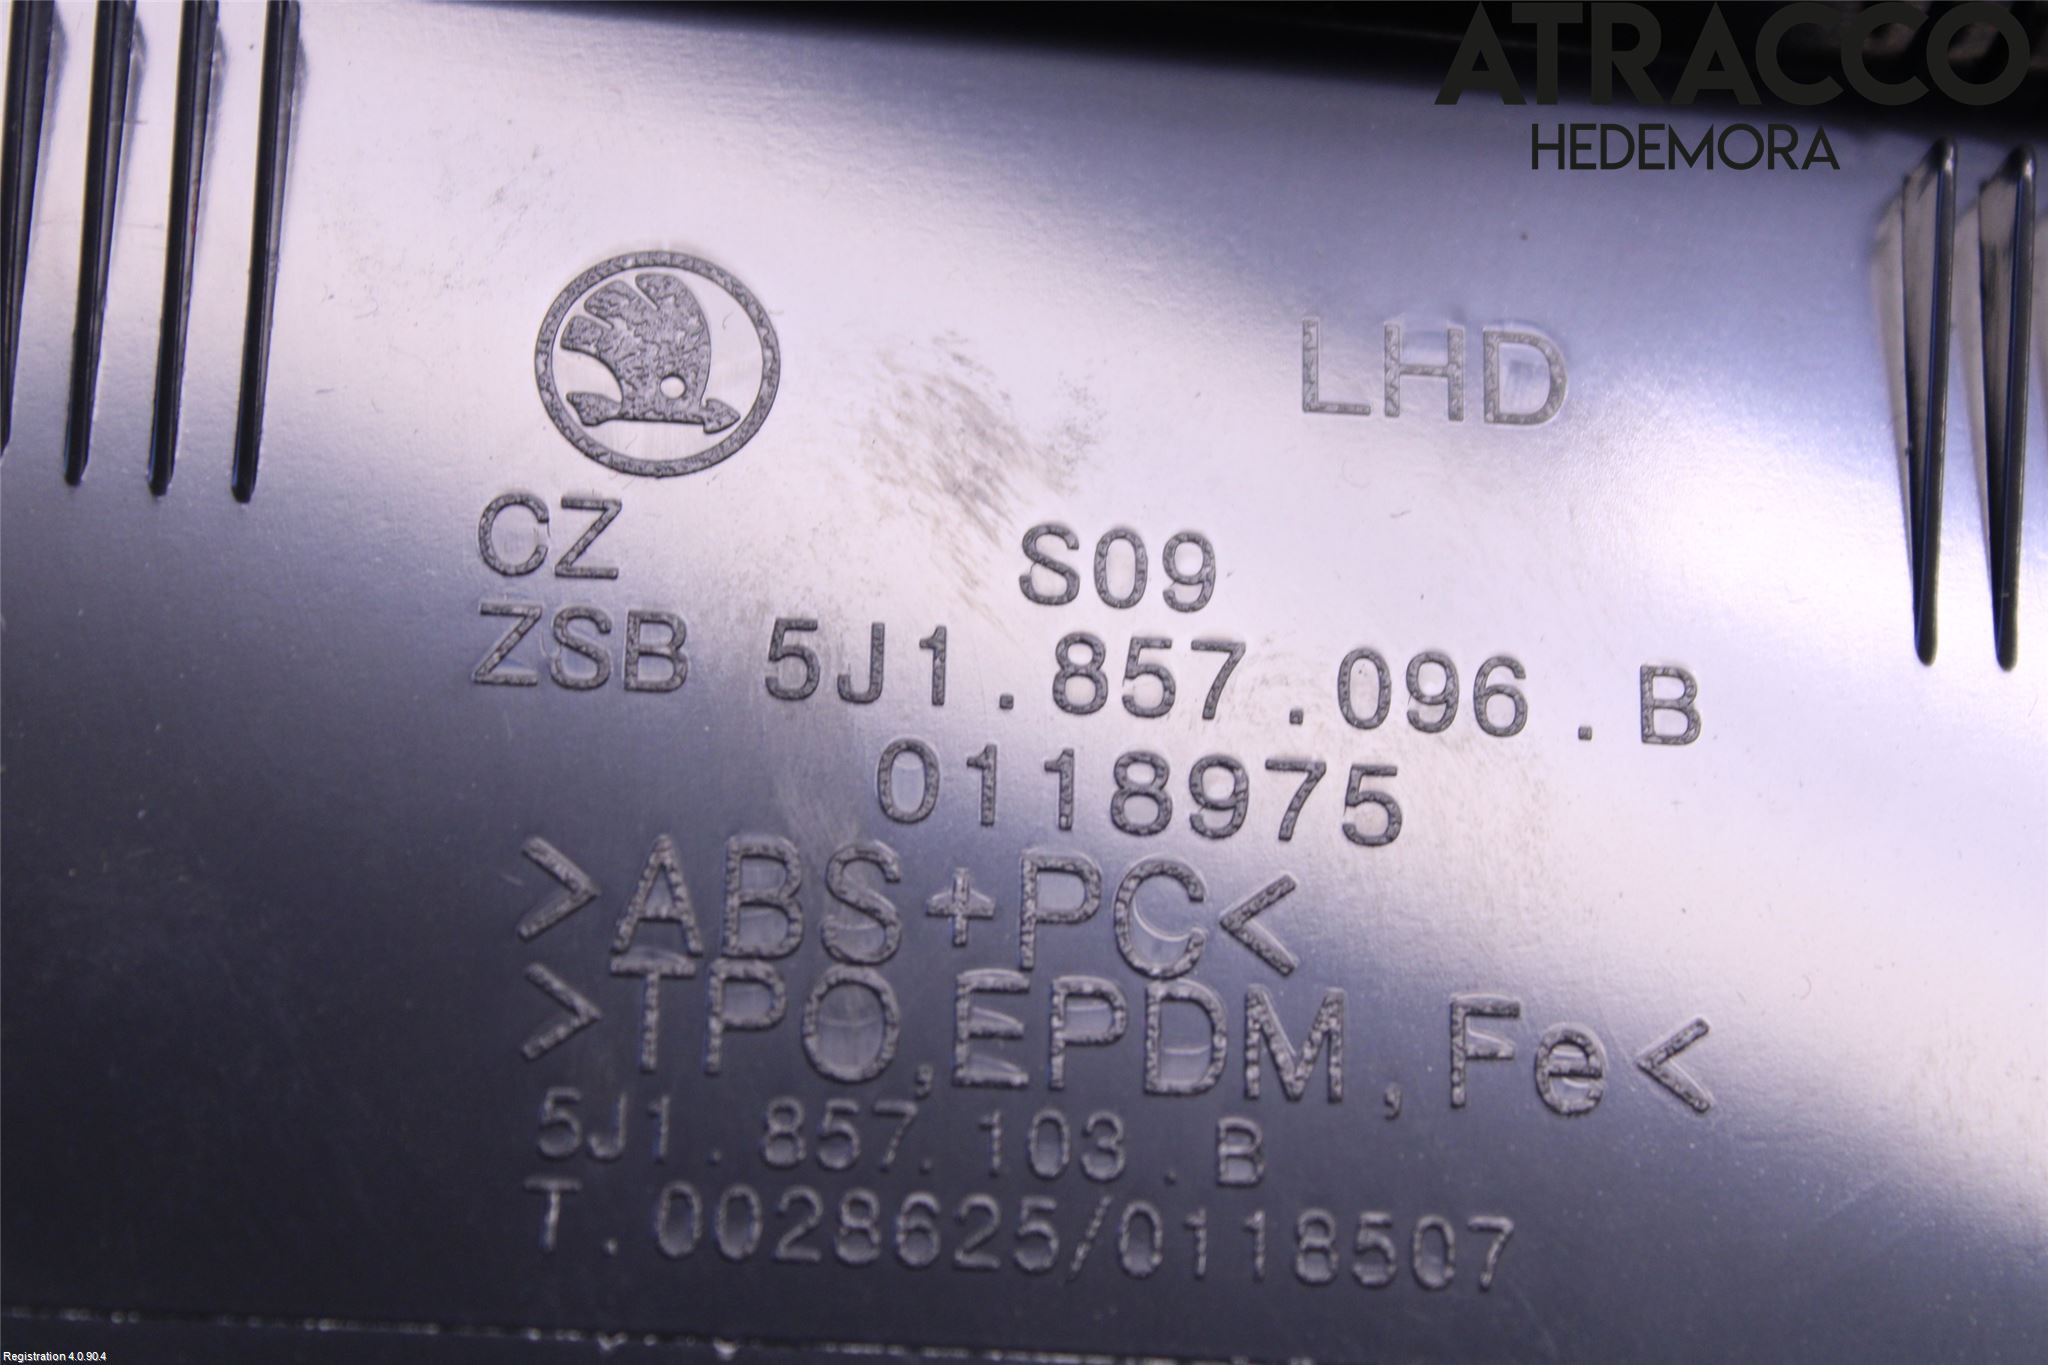 ATRACCO
HEDEMORA
LHD
CZ S09
ZSB 5J1.857.096.B
0118975
>ABS+PC<
>TPO,EPDM,Fe<
5J1.857.103.B
T.0028625/0118507
Registration 4.0.90.4